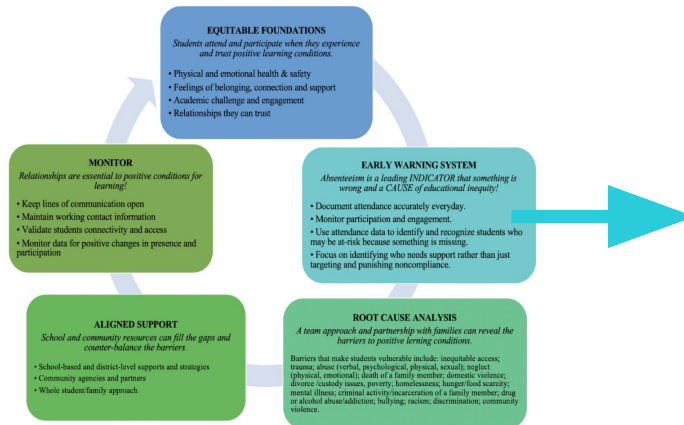 EQUITABLE FOUNDATIONS
Students attend and participate when they experience
and trust positive learning conditions.
• Physical and emotional health & safety
• Feelings of belonging, connection and support
• Academic challenge and engagement
• Relationships they can trust
EARLY WARNING SYSTEM
Absenteeism is a leading INDICATOR that something is
wrong and a CAUSE of educational inequity!
• Document attendance accurately everyday.
• Monitor participation and engagement.
• Use attendance data to identify and recognize students who
may be at-risk because something is missing.
• Focus on identifying who needs support rather than just
targeting and punishing noncompliance.
ROOT CAUSE ANALYSIS
A team approach and partnership with families can reveal the
barriers to positive lerning conditions.
Barriers that make students vulnerable include: inequitable access;
trauma; abuse (verbal, psychological, physical, sexual); neglect
(physical, emotional); death of a family member; domestic violence;
divorce /custody issues, poverty; homelessness; hunger/food scarcity;
mental illness; criminal activity/incarceration of a family member; drug
or alcohol abuse/addiction; bullying; racism; discrimination; community
violence.
ALIGNED SUPPORT
School and community resources can fill the gaps and
counter-balance the barriers.
• School-based and district-level supports and strategies
• Community agencies and partners
• Whole student/family approach
MONITOR
Relationships are essential to positive conditions for
learning!
• Keep lines of communication open
• Maintain working contact information
• Validate students connectivity and access
• Monitor data for positive changes in presence and
participation